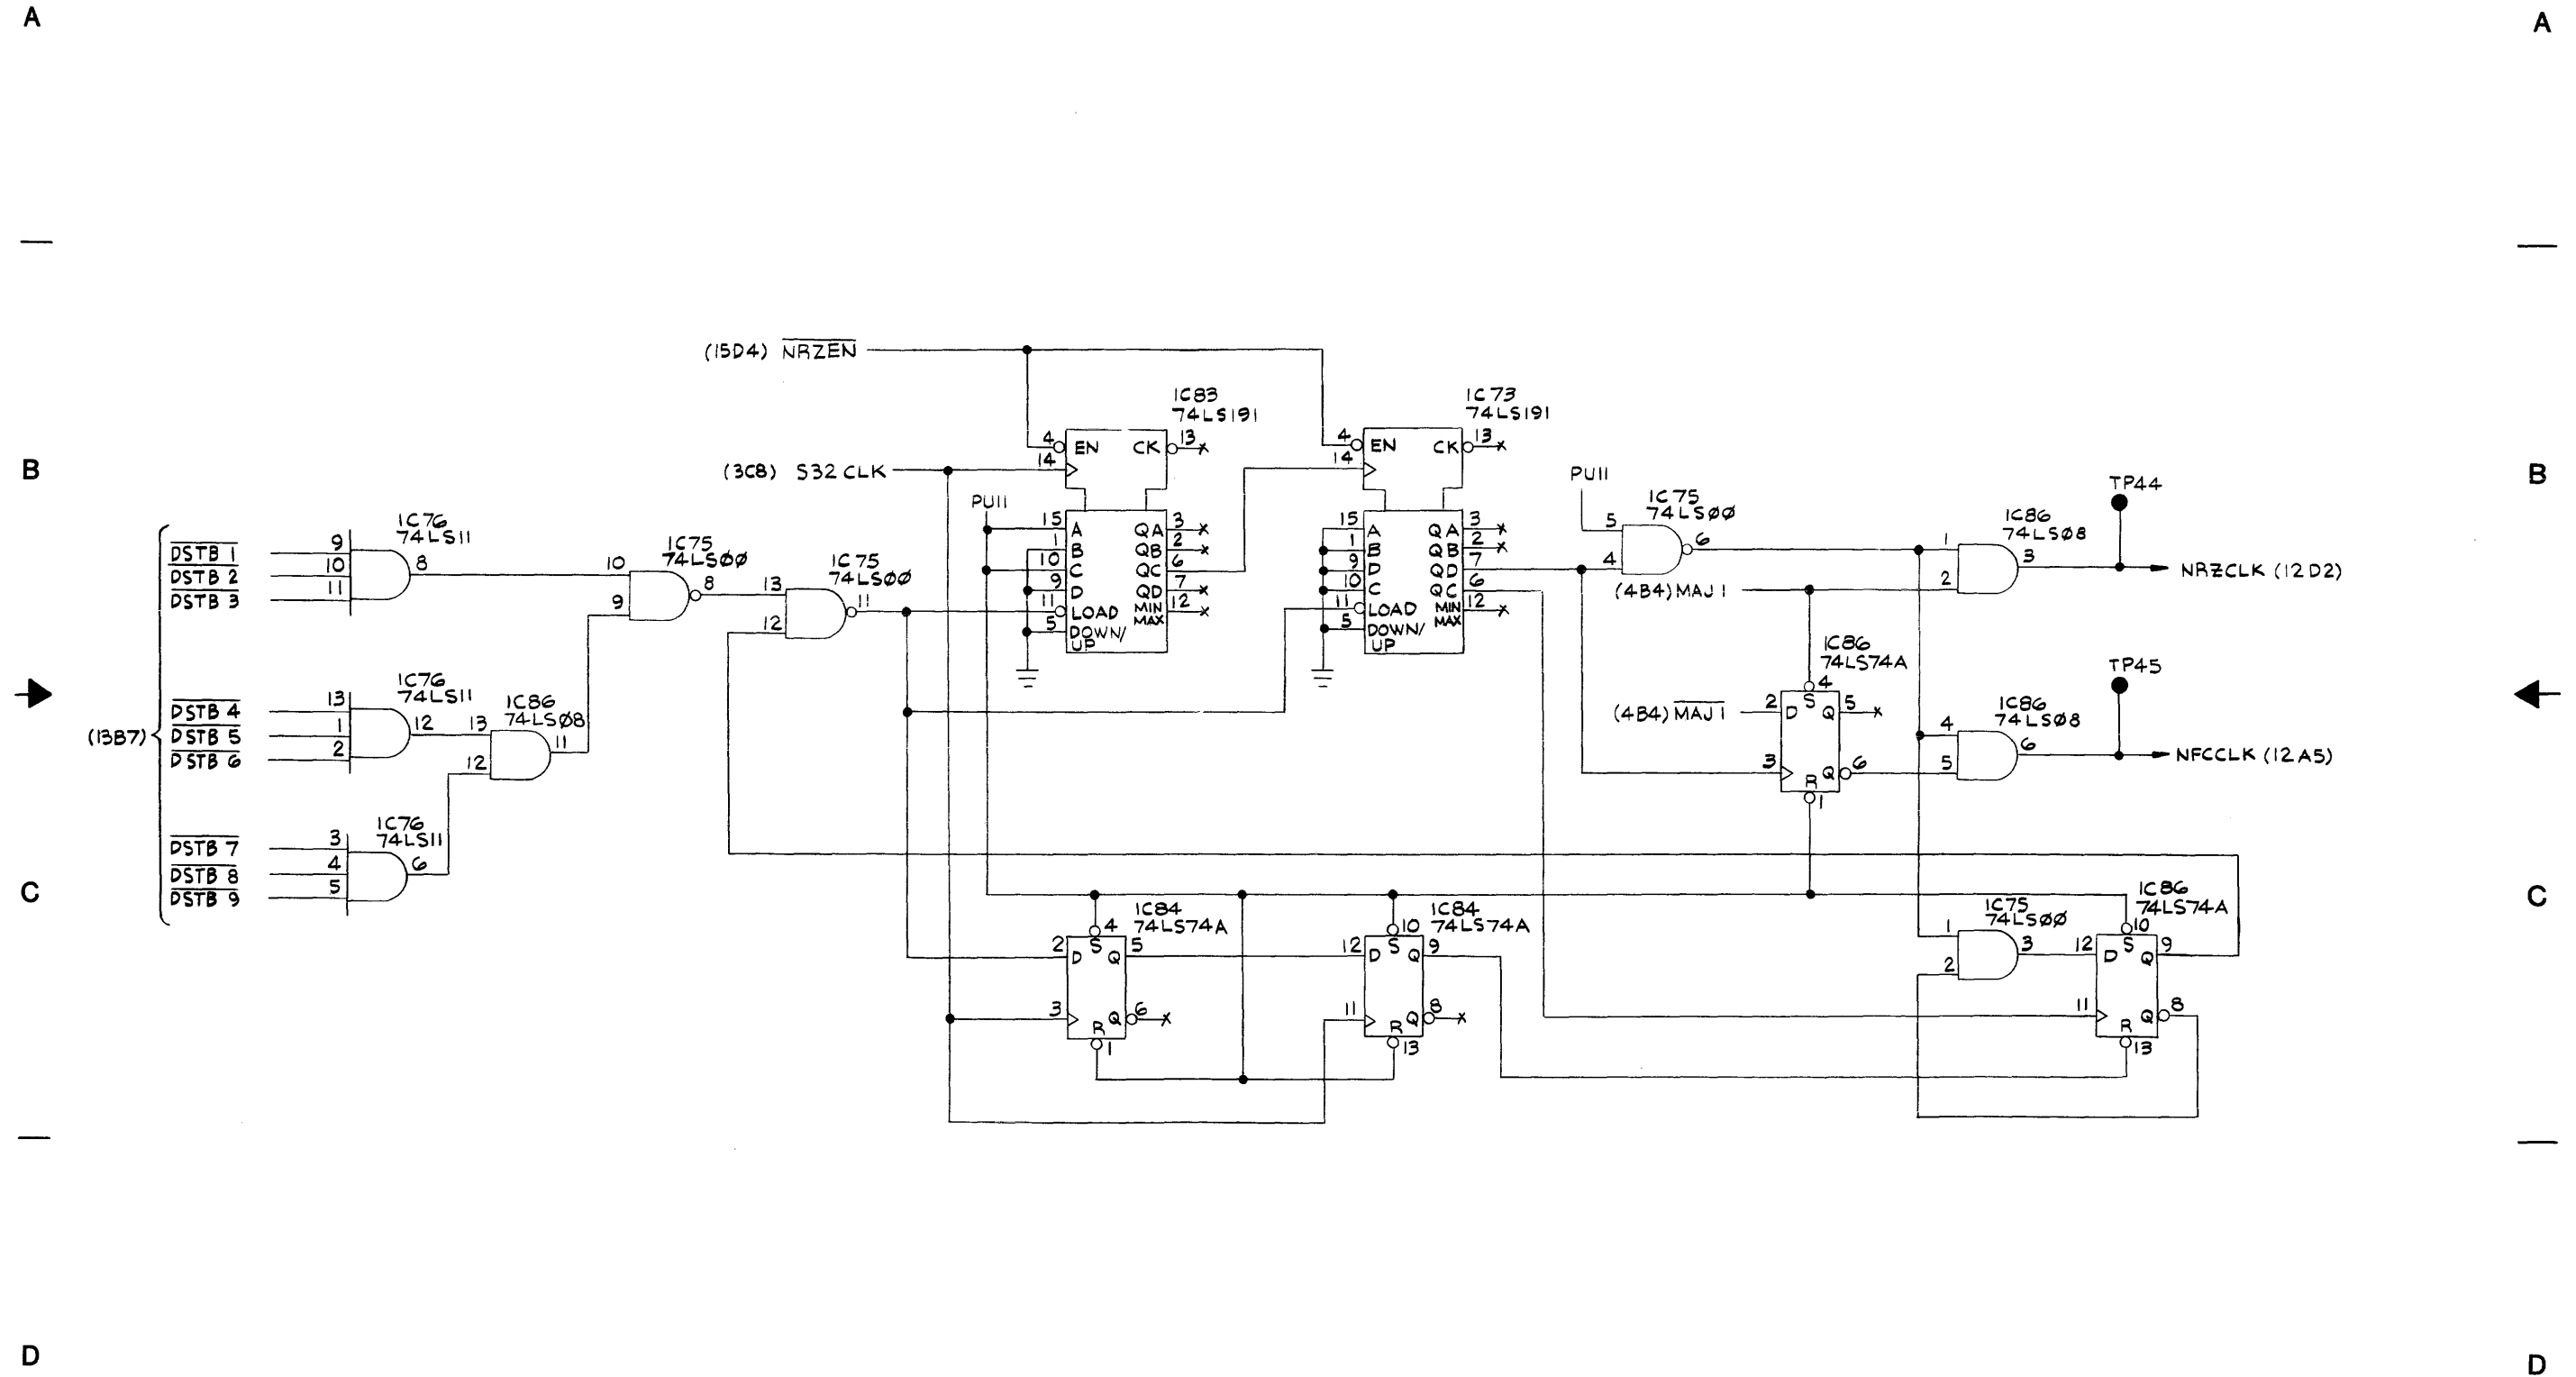 A
A
(15D4) NRZEN
IC83
74LS191
IC73
74LS191
4
EN
CK
13
x
14
4
EN
CK
13
x
14
B
(3C8) S32 CLK
B
PU11
PU11
IC75
74LS00
TP44
IC86
74LS08
IC76
74LS11
15
A
QA
3
x
1
B
QB
2
x
10
C
QC
6
9
D
QD
7
x
11
LOAD
MIN
MAX
12
x
5
DOWN/
UP
15
A
QA
3
x
1
B
QB
2
x
9
D
QD
7
10
C
QC
6
11
LOAD
MIN
MAX
12
x
5
DOWN/
UP
5
4
6
1
2
3
NRZCLK (12D2)
(4B4) MAJ 1
DSTB 1
9
DSTB 2
10
DSTB 3
11
8
IC75
74LS00
10
9
8
IC75
74LS00
13
12
11
IC86
74LS74A
TP45
(4B4) MAJ 1
2
D
4
S
Q
5
x
3
R
Q
6
1
IC86
74LS08
4
5
6
NFCCLK (12A5)
(13B7)
IC76
74LS11
DSTB 4
13
DSTB 5
1
DSTB 6
2
12
IC86
74LS08
13
12
11
IC76
74LS11
DSTB 7
3
DSTB 8
4
DSTB 9
5
6
C
C
IC84
74LS74A
4
2
D
S
Q
5
3
R
Q
6
x
1
IC84
74LS74A
10
12
D
S
Q
9
11
R
Q
8
x
13
IC75
74LS00
1
2
3
IC86
74LS74A
10
12
D
S
Q
9
11
R
Q
8
13
D
D